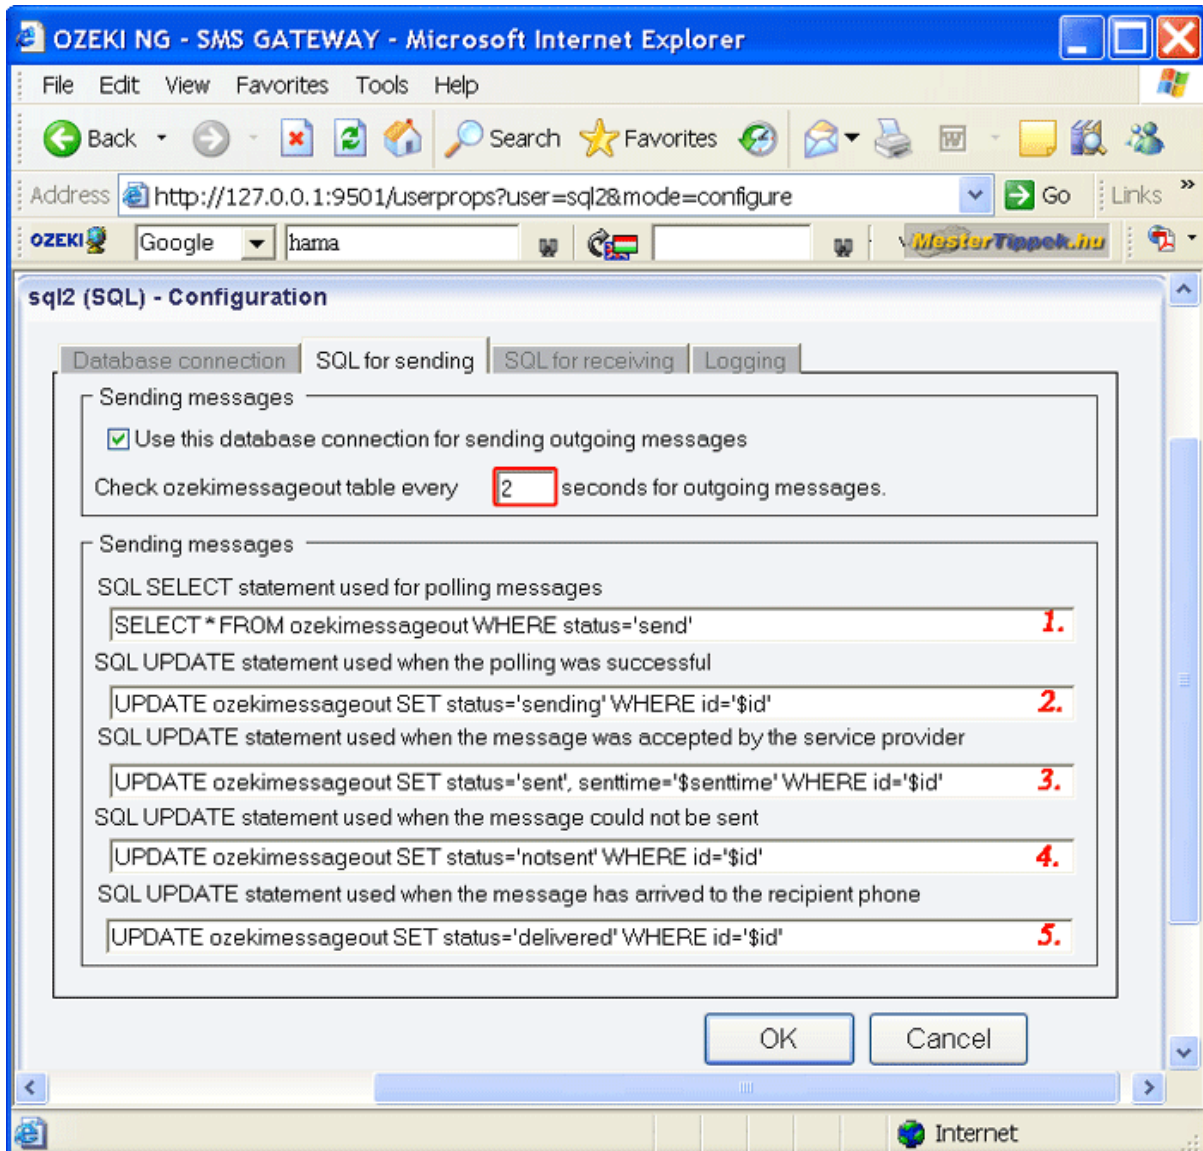 OZEKI NG - SMS GATEWAY - Microsoft Internet Explorer
File Edit View Favorites Tools Help
Back Search Favorites
Address http://127.0.0.1:9501/userprops?user=sql2&mode=configure Go Links »
OZEKI Google hama MesterTippek.hu
sql2 (SQL) - Configuration
Database connection SQL for sending SQL for receiving Logging
Sending messages
Use this database connection for sending outgoing messages
Check ozekimessageout table every 2 seconds for outgoing messages.
Sending messages
SQL SELECT statement used for polling messages
SELECT * FROM ozekimessageout WHERE status='send' 1.
SQL UPDATE statement used when the polling was successful
UPDATE ozekimessageout SET status='sending' WHERE id='$id' 2.
SQL UPDATE statement used when the message was accepted by the service provider
UPDATE ozekimessageout SET status='sent', senttime='$senttime' WHERE id='$id' 3.
SQL UPDATE statement used when the message could not be sent
UPDATE ozekimessageout SET status='notsent' WHERE id='$id' 4.
SQL UPDATE statement used when the message has arrived to the recipient phone
UPDATE ozekimessageout SET status='delivered' WHERE id='$id' 5.
OK Cancel
Internet